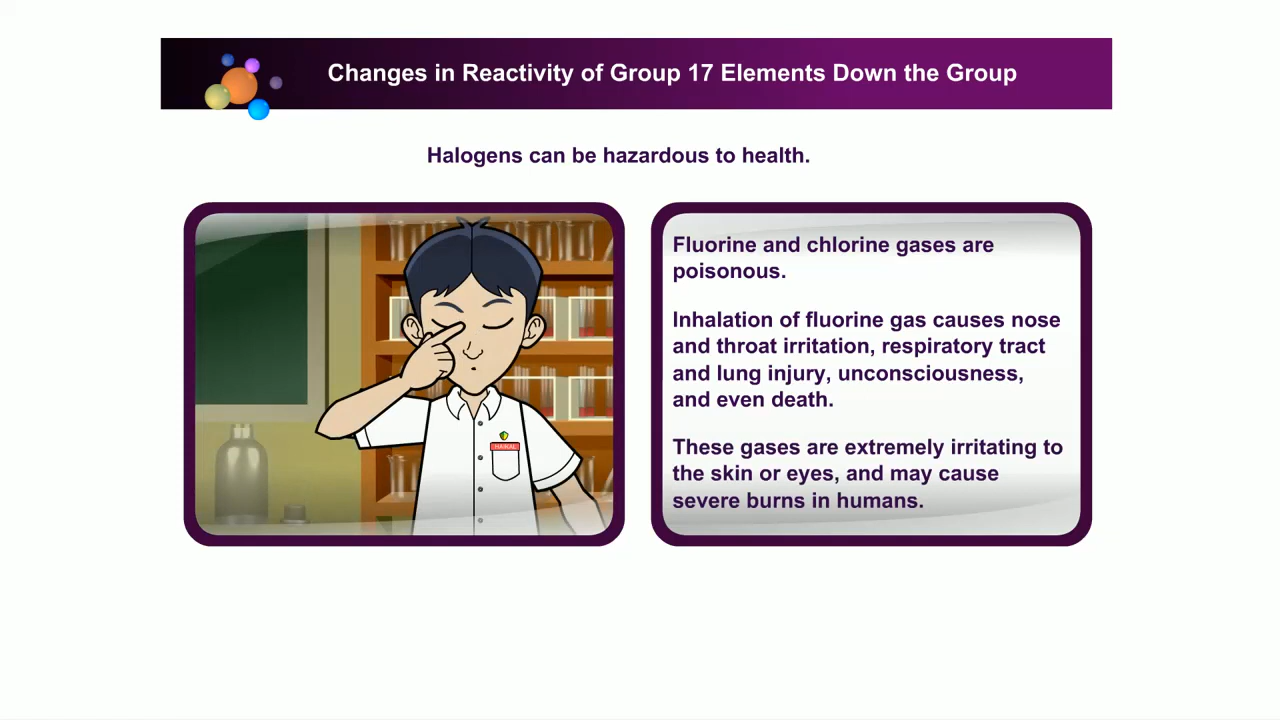 Changes in Reactivity of Group 17 Elements Down the Group
Halogens can be hazardous to health.
HAIKAL
Fluorine and chlorine gases are
poisonous.
Inhalation of fluorine gas causes nose
and throat irritation, respiratory tract
and lung injury, unconsciousness,
and even death.
These gases are extremely irritating to
the skin or eyes, and may cause
severe burns in humans.